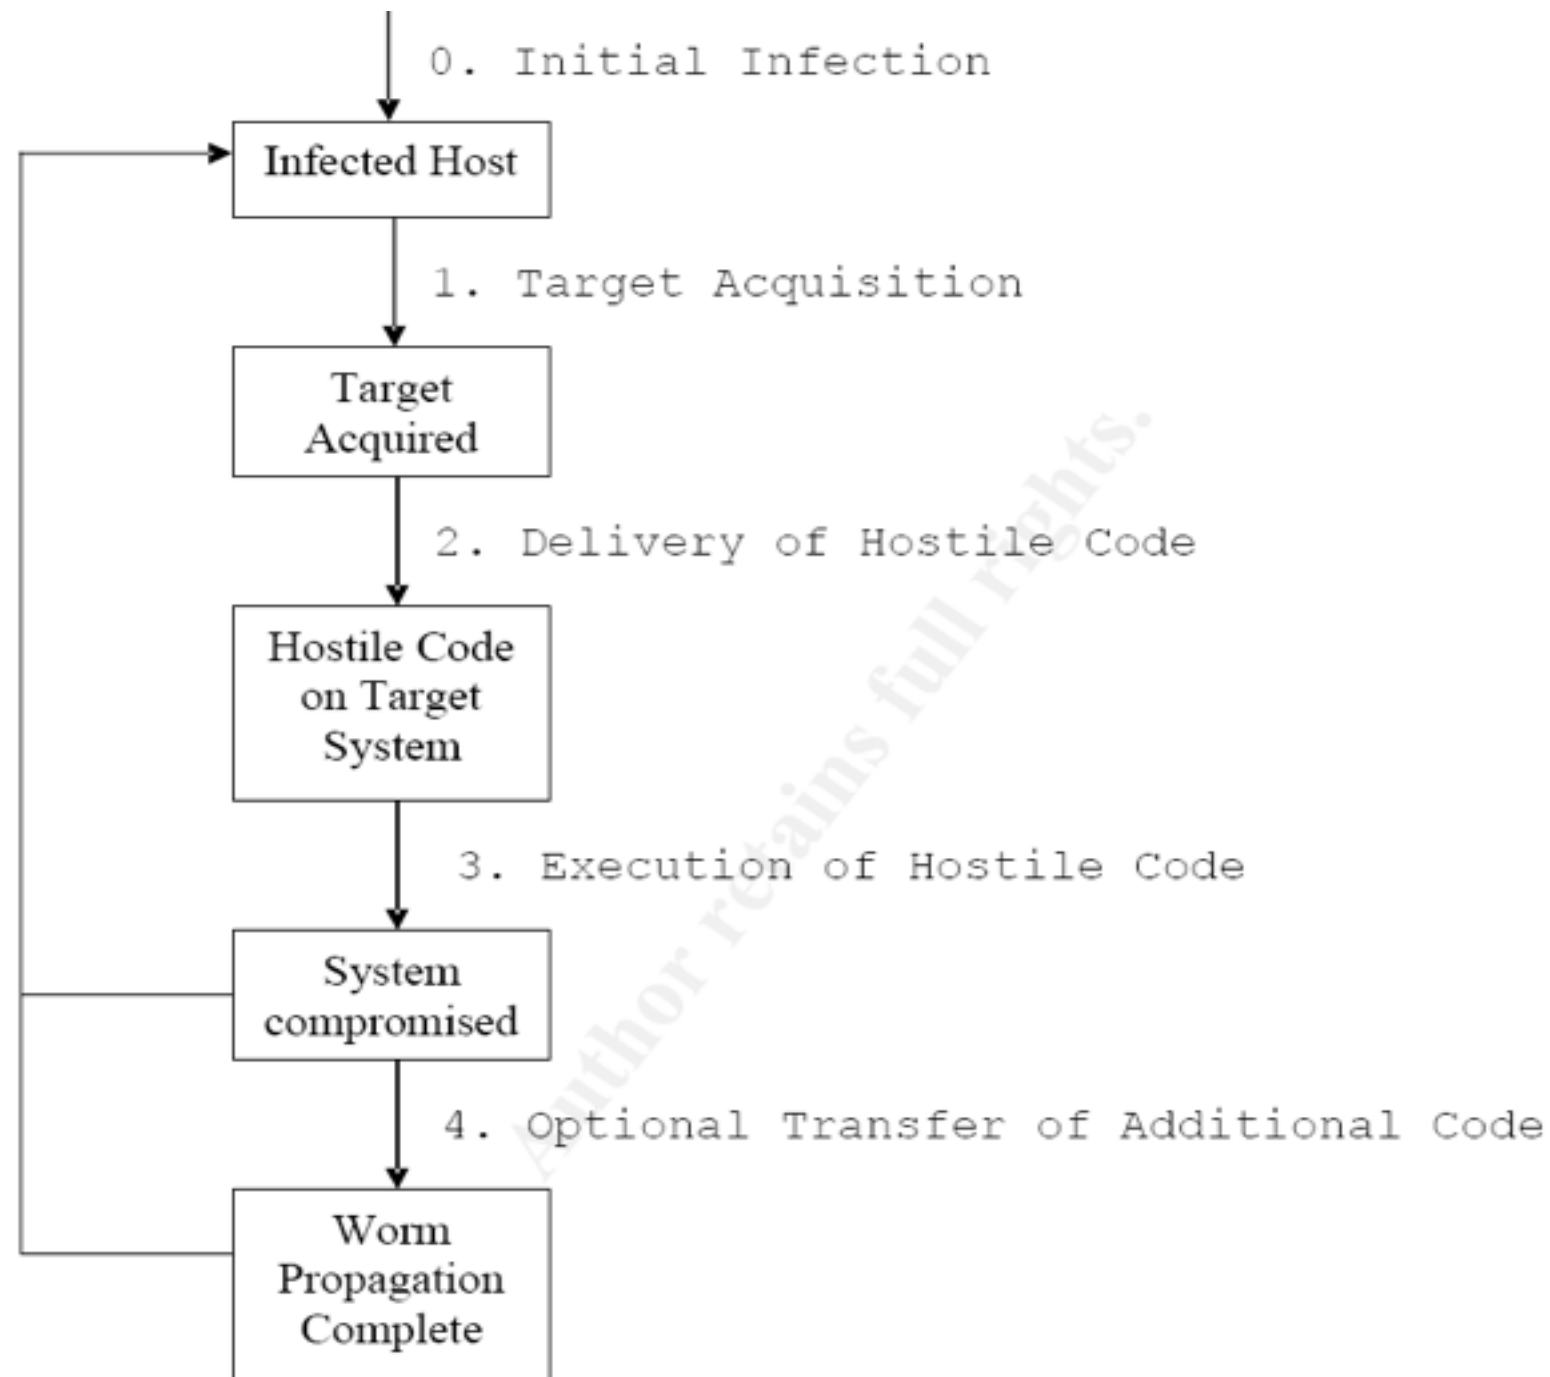 0. Initial Infection
Infected Host
1. Target Acquisition
Target
Acquired
2. Delivery of Hostile Code
Hostile Code
on Target
System
3. Execution of Hostile Code
System
compromised
4. Optional Transfer of Additional Code
Worm
Propagation
Complete
Author retains full rights.